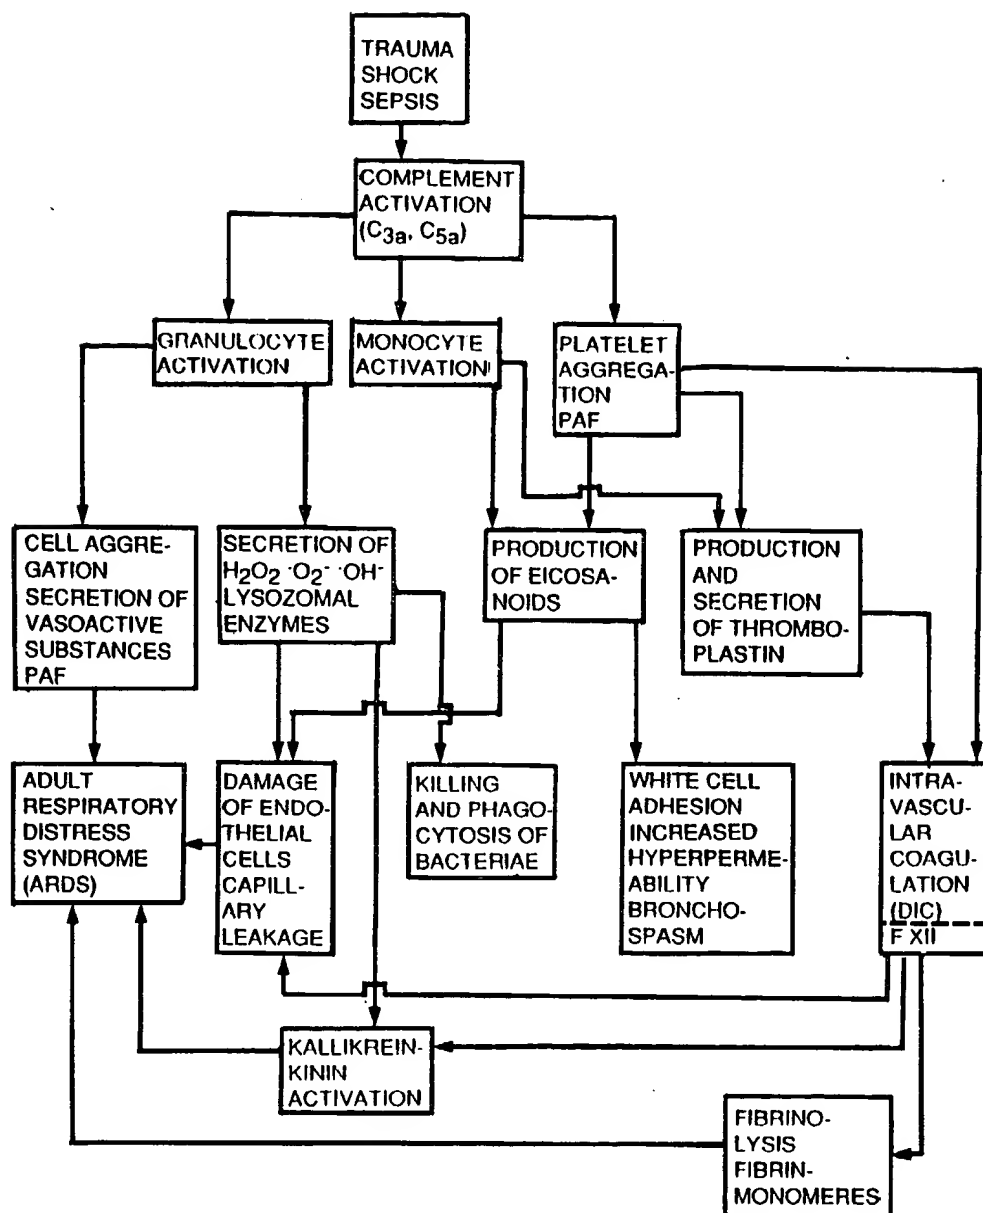 TRAUMA
SHOCK
SEPSIS
COMPLEMENT
ACTIVATION
(C3a, C5a)
GRANULOCYTE
ACTIVATION
MONOCYTE
ACTIVATION
PLATELET
AGGREGA-
TION
PAF
CELL AGGRE-
GATION
SECRETION OF
VASOACTIVE
SUBSTANCES
PAF
SECRETION OF
H2O2 ·O2- ·OH-
LYSOZOMAL
ENZYMES
PRODUCTION
OF EICOSA-
NOIDS
PRODUCTION
AND
SECRETION
OF THROMBO-
PLASTIN
ADULT
RESPIRATORY
DISTRESS
SYNDROME
(ARDS)
DAMAGE
OF ENDO-
THELIAL
CELLS
CAPILL-
ARY
LEAKAGE
KILLING
AND PHAGO-
CYTOSIS OF
BACTERIAE
WHITE CELL
ADHESION
INCREASED
HYPERPERME-
ABILITY
BRONCHO-
SPASM
INTRA-
VASCU-
LAR
COAGU-
LATION
(DIC)
F XII
KALLIKREIN-
KININ
ACTIVATION
FIBRINO-
LYSIS
FIBRIN-
MONOMERES